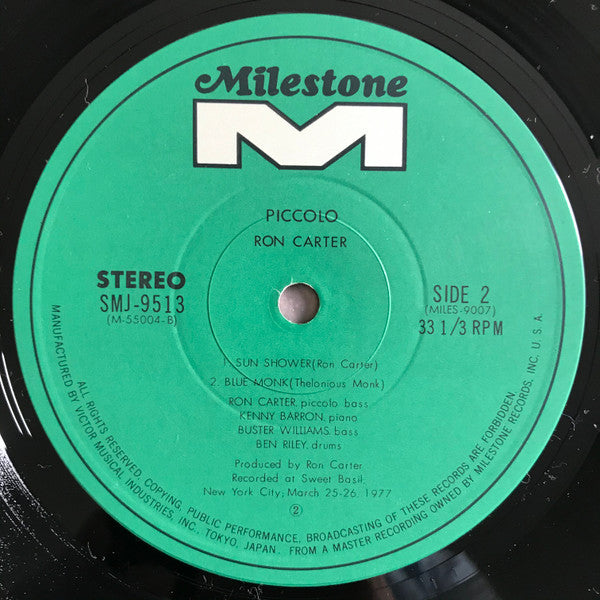 Milestone
M
PICCOLO
RON CARTER
STEREO
SMJ-9513
(M-55004-B)
SIDE 2
(MILES-9007)
33 1/3 RPM
1. SUN SHOWER(Ron Carter)
2. BLUE MONK(Thelonious Monk)
RON CARTER, piccolo bass
KENNY BARRON, piano
BUSTER WILLIAMS, bass
BEN RILEY, drums
Produced by Ron Carter
Recorded at Sweet Basil,
New York City; March 25-26, 1977
2
ALL RIGHTS RESERVED. COPYING, PUBLIC PERFORMANCE, BROADCASTING OF THESE RECORDS ARE FORBIDDEN.
MANUFACTURED BY VICTOR MUSICAL INDUSTRIES, INC., TOKYO, JAPAN. FROM A MASTER RECORDING OWNED BY MILESTONE RECORDS, INC. U.S.A.